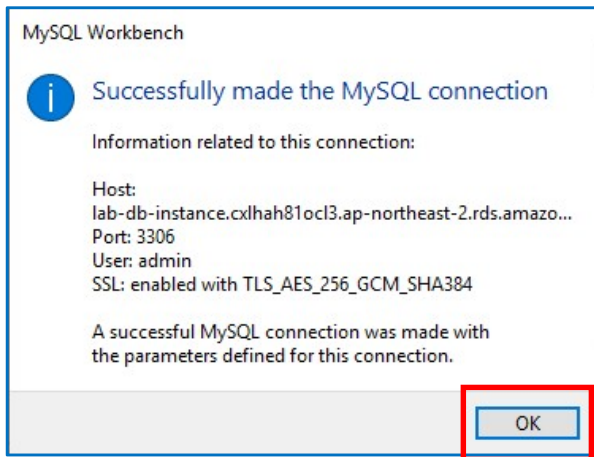 MySQL Workbench
Successfully made the MySQL connection
Information related to this connection:
Host:
lab-db-instance.cxlhah81ocl3.ap-northeast-2.rds.amazo...
Port: 3306
User: admin
SSL: enabled with TLS_AES_256_GCM_SHA384
A successful MySQL connection was made with
the parameters defined for this connection.
OK